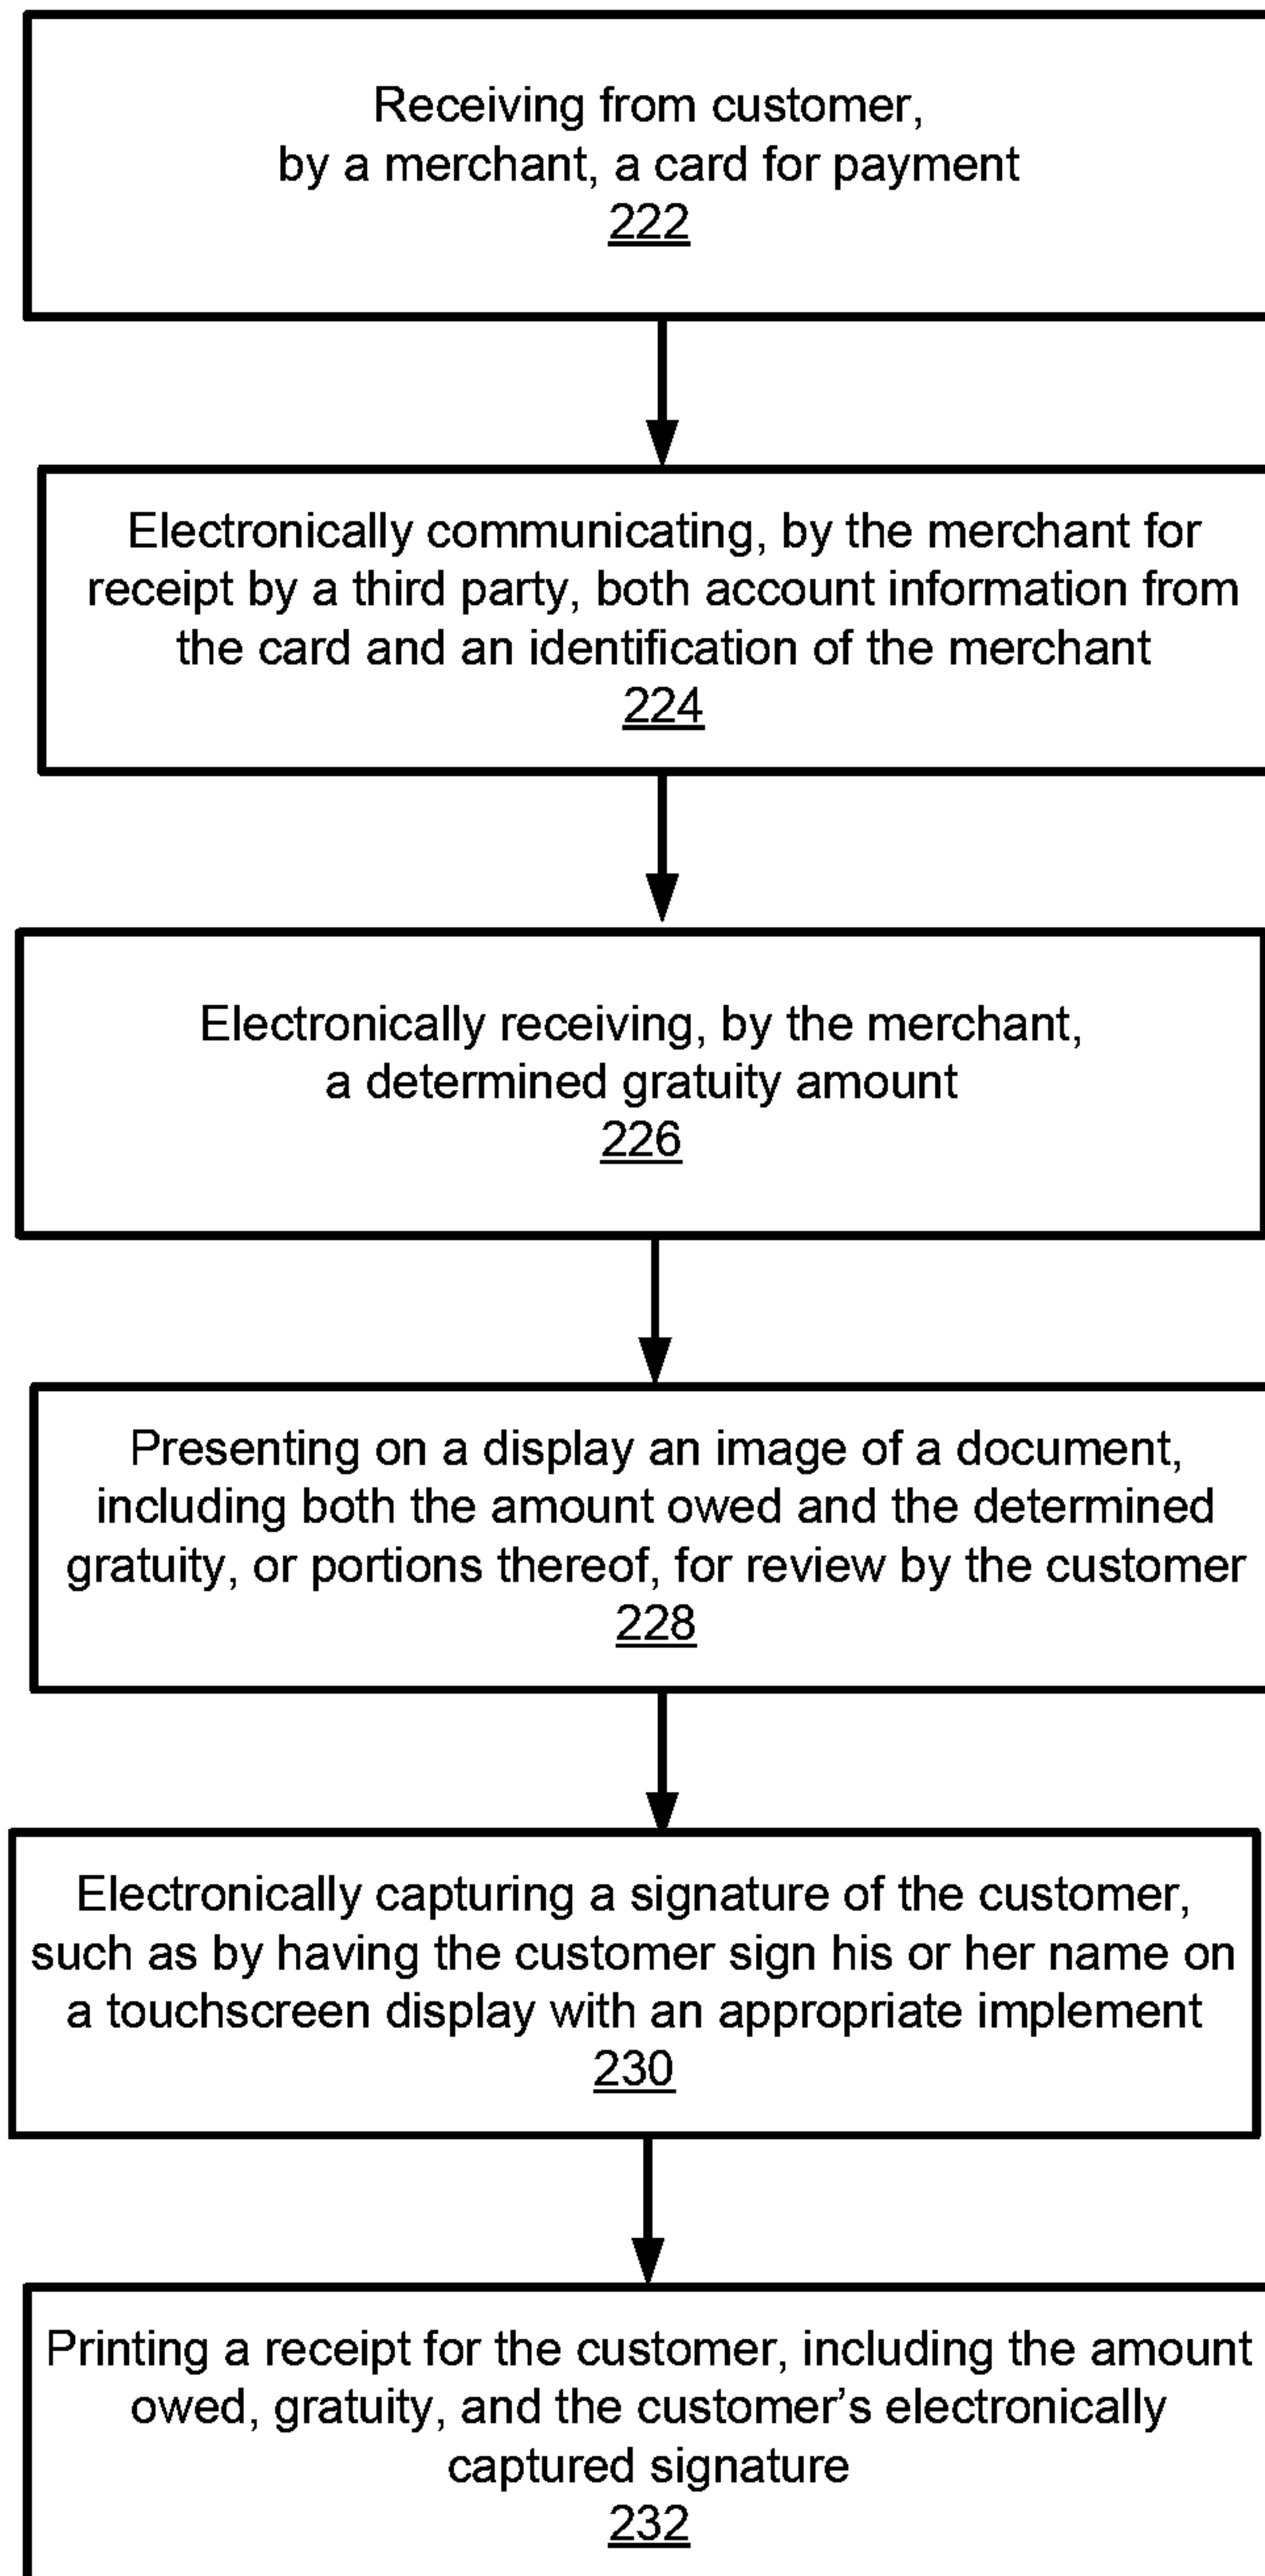 Receiving from customer,
by a merchant, a card for payment
222
Electronically communicating, by the merchant for
receipt by a third party, both account information from
the card and an identification of the merchant
224
Electronically receiving, by the merchant,
a determined gratuity amount
226
Presenting on a display an image of a document,
including both the amount owed and the determined
gratuity, or portions thereof, for review by the customer
228
Electronically capturing a signature of the customer,
such as by having the customer sign his or her name on
a touchscreen display with an appropriate implement
230
Printing a receipt for the customer, including the amount
owed, gratuity, and the customer’s electronically
captured signature
232